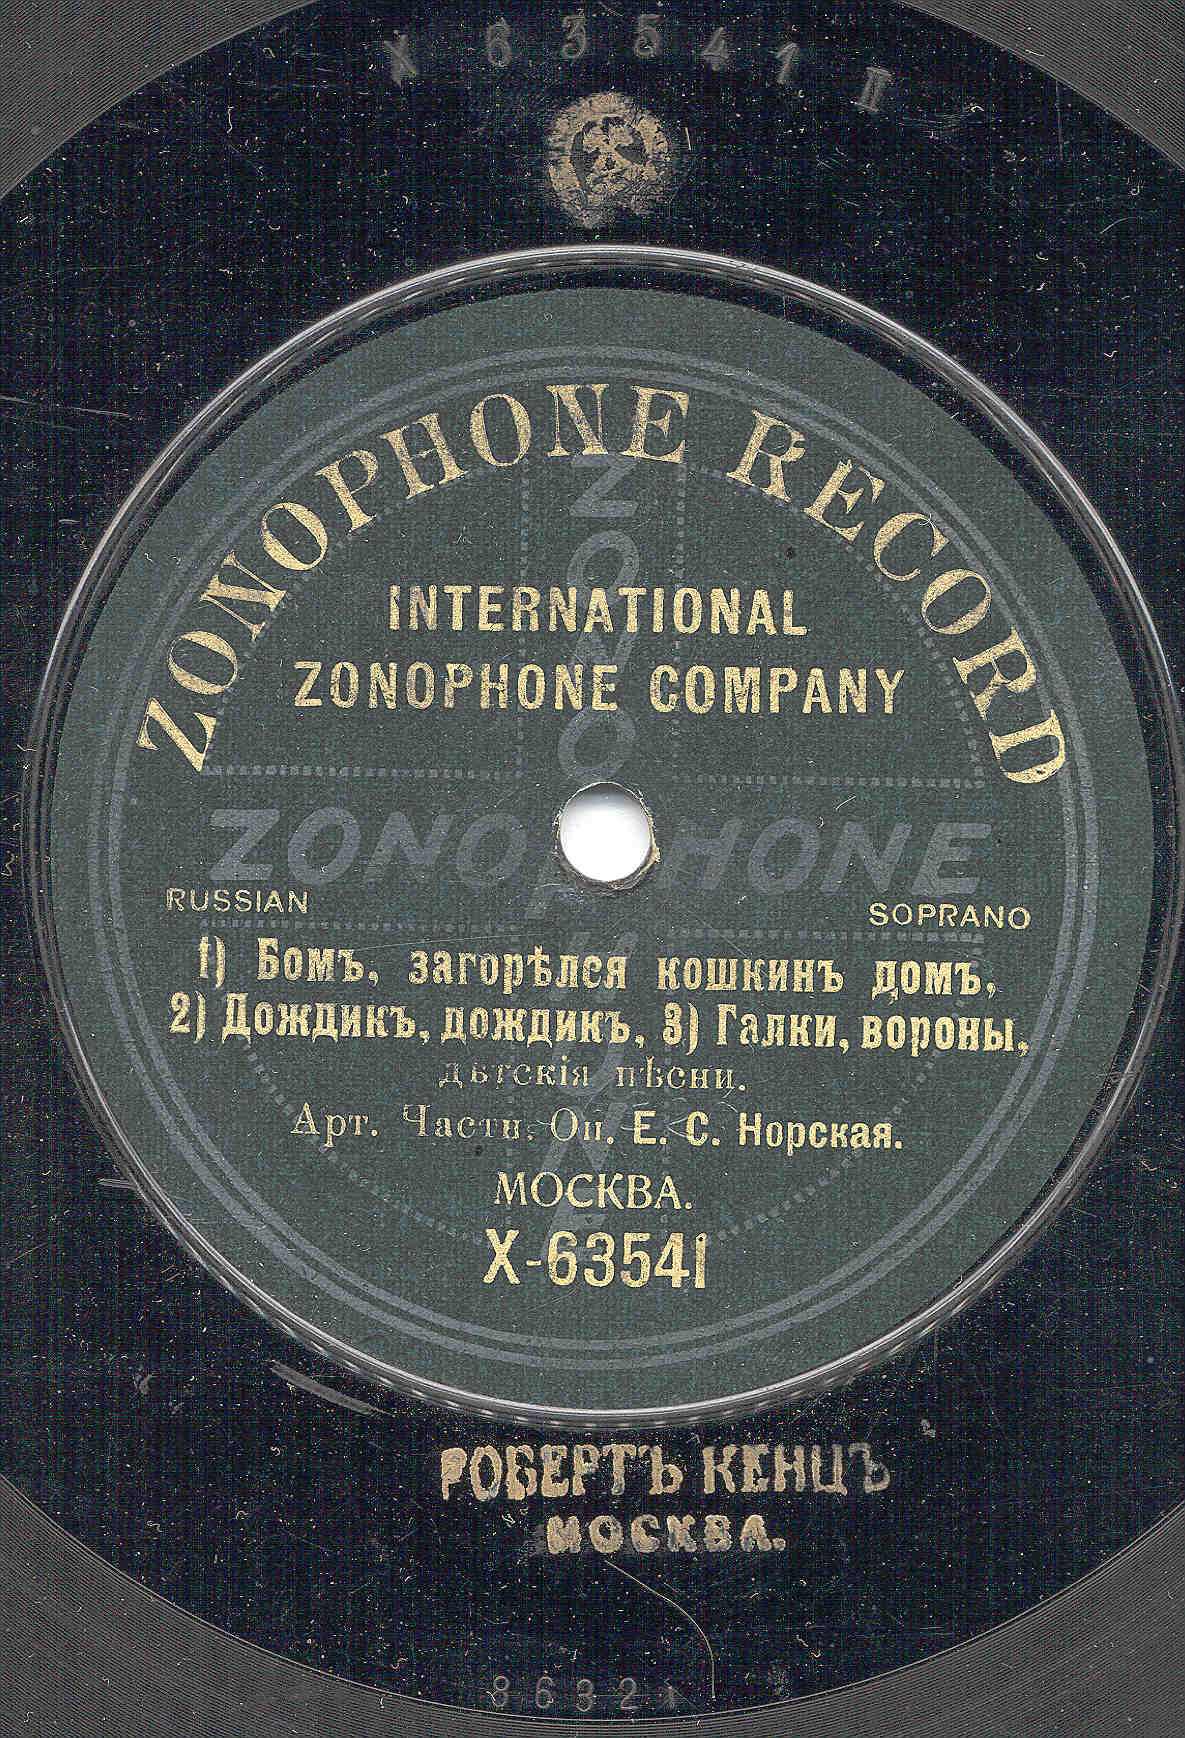 X 63541 II
ZONOPHONE RECORD
INTERNATIONAL
ZONOPHONE COMPANY
ZONOPHONE
ZONOPHONE
RUSSIAN
SOPRANO
1) Бомъ, загорѣлся кошкинъ домъ,
2) Дождикъ, дождикъ, 3) Галки, вороны,
дѣтскія пѣсни.
Арт. Частн. Оп. Е. С. Норская.
МОСКВА.
X-63541
РОБЕРТЪ КЕНЦЪ
МОСКВА.